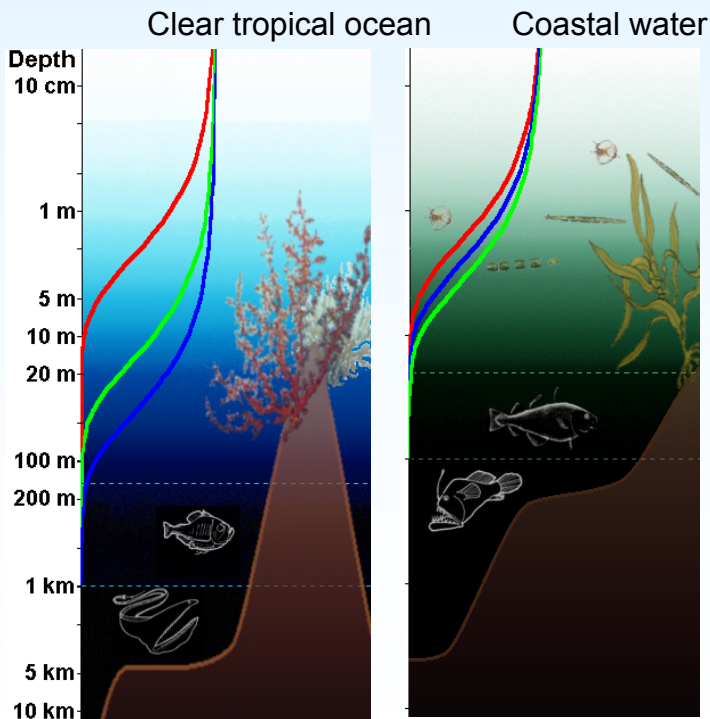 Clear tropical ocean
Coastal water
Depth
10 cm
1 m
5 m
10 m
20 m
100 m
200 m
1 km
5 km
10 km